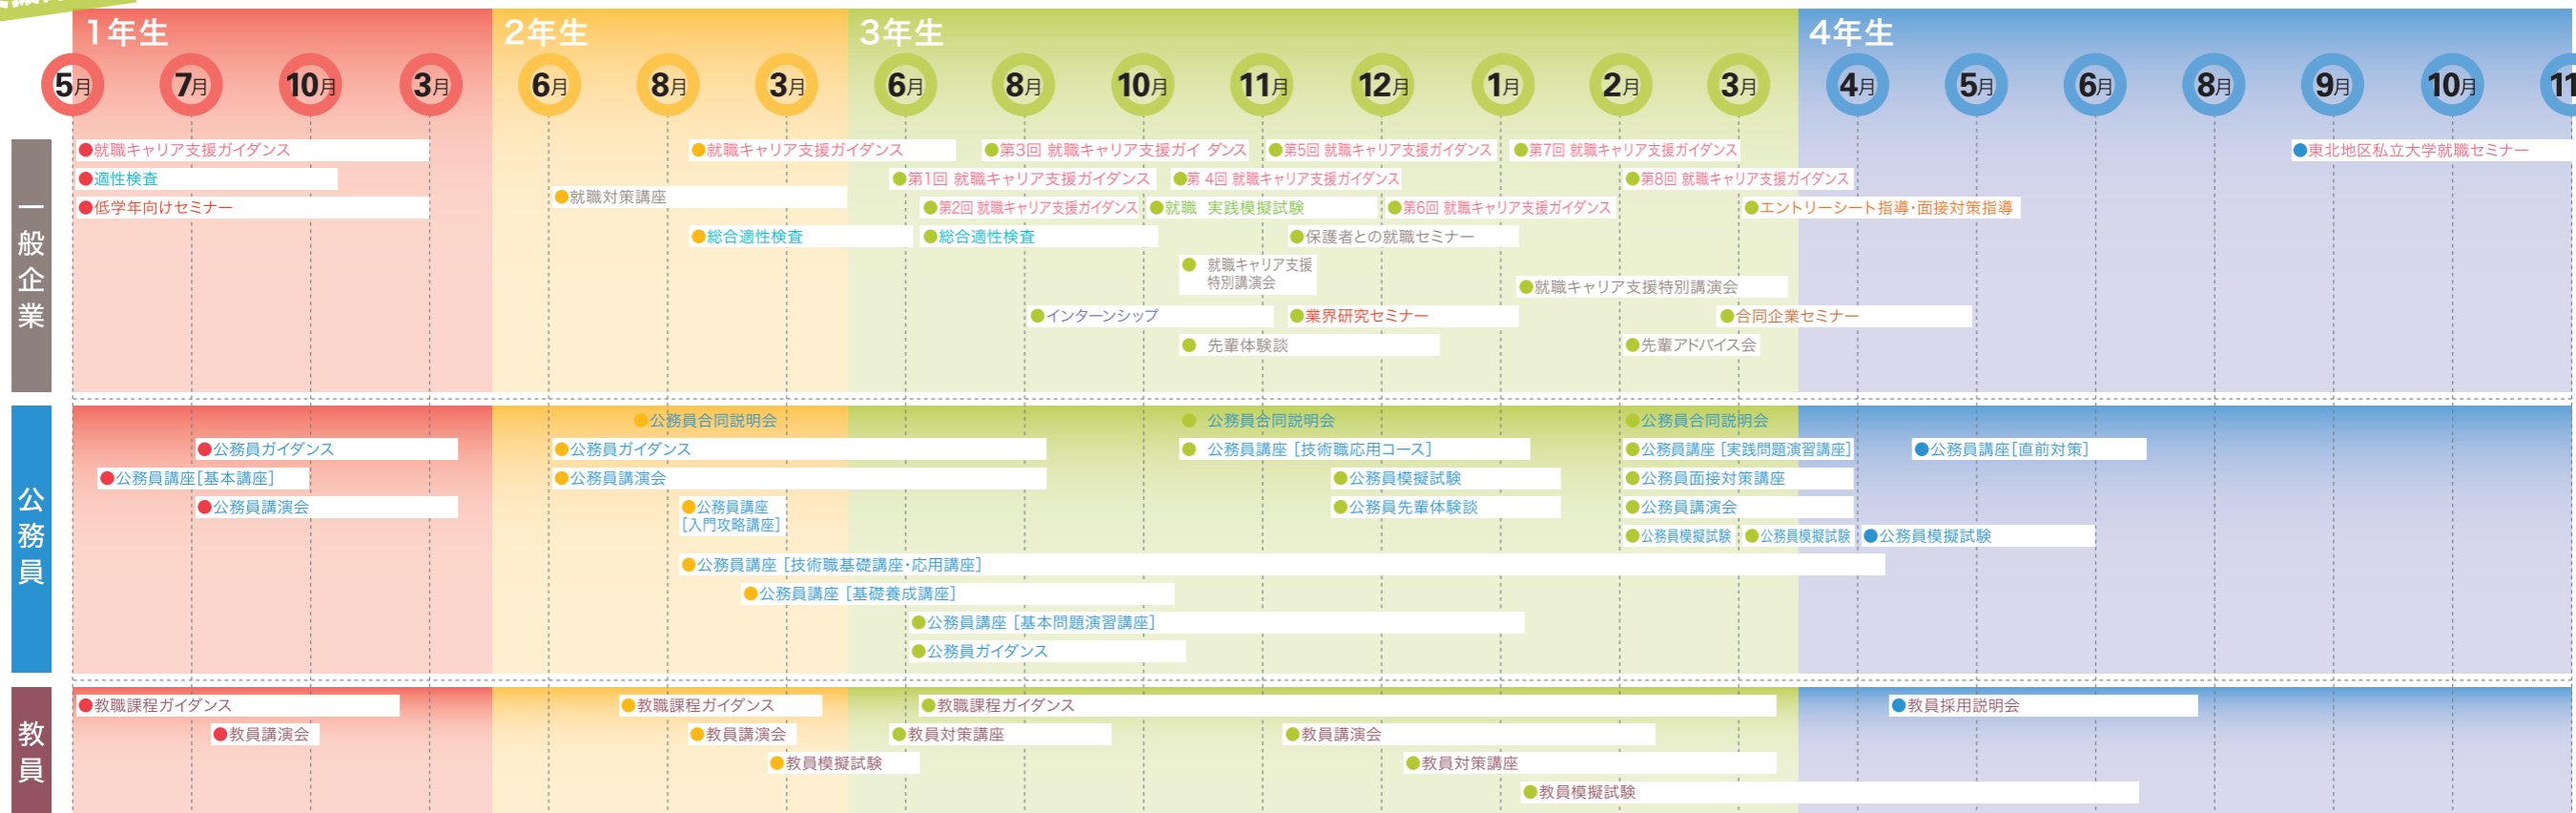 1年生
2年生
3年生
4年生
5月
7月
10月
3月
6月
8月
3月
6月
8月
10月
11月
12月
1月
2月
3月
4月
5月
6月
8月
9月
10月
11
一般企業
●就職キャリア支援ガイダンス
●就職キャリア支援ガイダンス
●第3回 就職キャリア支援ガイ ダンス
●第5回 就職キャリア支援ガイダンス
●第7回 就職キャリア支援ガイダンス
●東北地区私立大学就職セミナー
●適性検査
●第1回 就職キャリア支援ガイダンス
●第 4回 就職キャリア支援ガイダンス
●第8回 就職キャリア支援ガイダンス
●就職対策講座
●低学年向けセミナー
●第2回 就職キャリア支援ガイダンス
●就職 実践模擬試験
●第6回 就職キャリア支援ガイダンス
●エントリーシート指導・面接対策指導
●総合適性検査
●総合適性検査
●保護者との就職セミナー
● 就職キャリア支援
特別講演会
●就職キャリア支援特別講演会
●インターンシップ
●業界研究セミナー
●合同企業セミナー
● 先輩体験談
●先輩アドバイス会
公務員
●公務員合同説明会
● 公務員合同説明会
●公務員合同説明会
●公務員ガイダンス
●公務員ガイダンス
● 公務員講座 [技術職応用コース]
●公務員講座 [実践問題演習講座]
●公務員講座[直前対策]
●公務員講座[基本講座]
●公務員講演会
●公務員模擬試験
●公務員面接対策講座
●公務員講演会
●公務員講座
[入門攻略講座]
●公務員先輩体験談
●公務員講演会
●公務員模擬試験
●公務員模擬試験
●公務員模擬試験
●公務員講座 [技術職基礎講座・応用講座]
●公務員講座 [基礎養成講座]
●公務員講座 [基本問題演習講座]
●公務員ガイダンス
教員
●教職課程ガイダンス
●教職課程ガイダンス
●教職課程ガイダンス
●教員採用説明会
●教員講演会
●教員講演会
●教員対策講座
●教員講演会
●教員模擬試験
●教員対策講座
●教員模擬試験